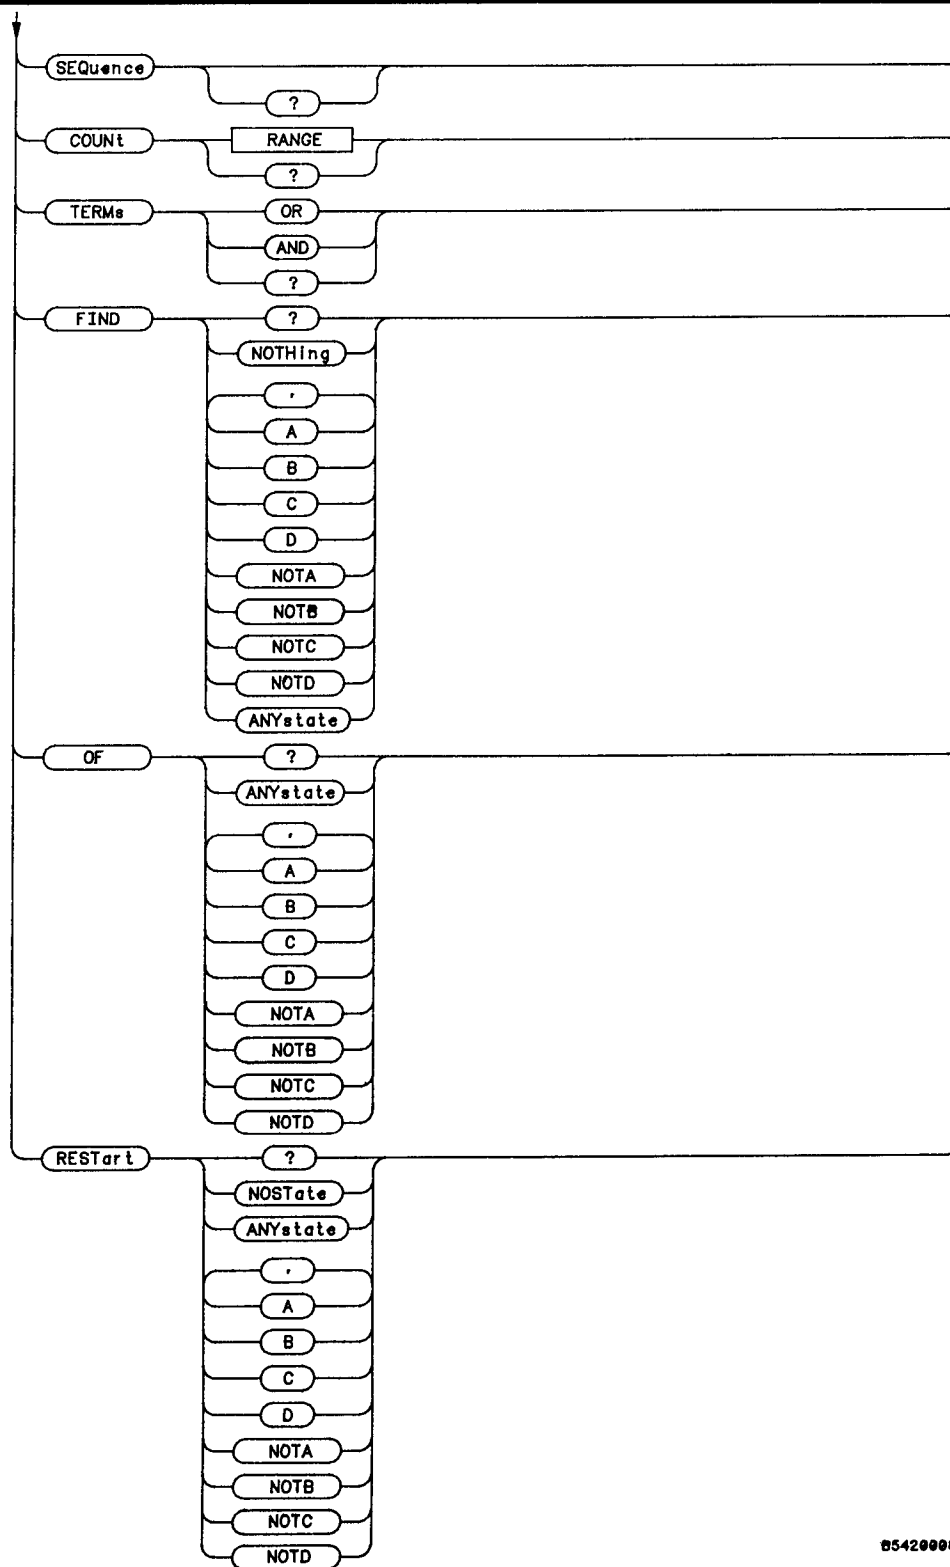 SEQuence
?
COUNt RANGE
?
TERMs OR
AND
?
FIND ?
NOTHing
,
A
B
C
D
NOTA
NOTB
NOTC
NOTD
ANYstate
OF ?
ANYstate
,
A
B
C
D
NOTA
NOTB
NOTC
NOTD
RESTart ?
NOSTate
ANYstate
,
A
B
C
D
NOTA
NOTB
NOTC
NOTD